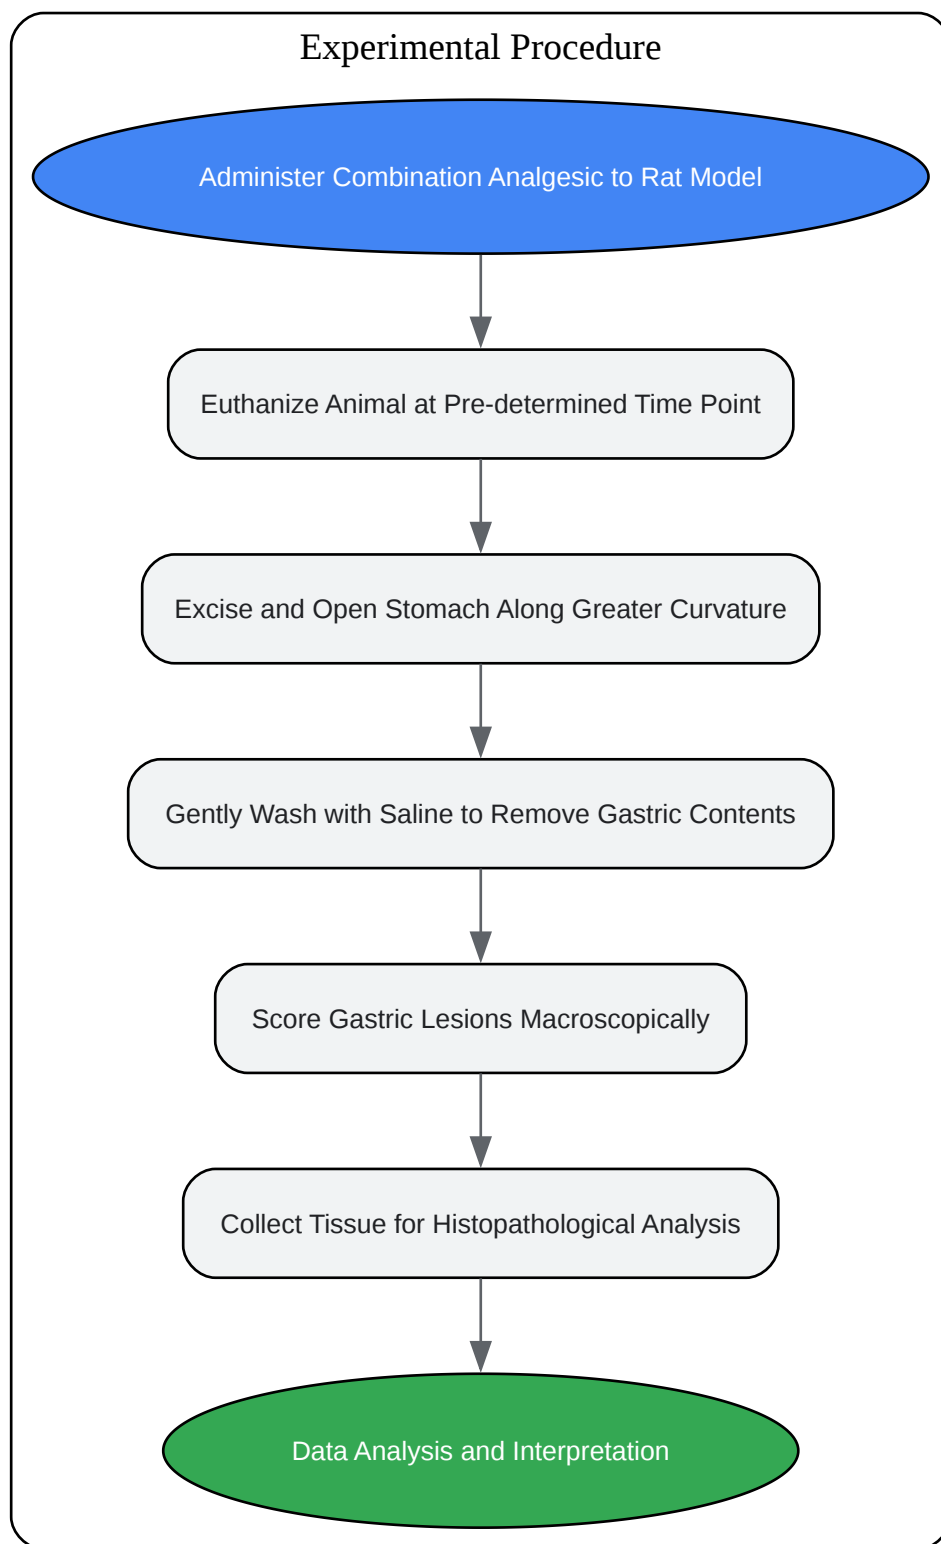 Experimental Procedure
Administer Combination Analgesic to Rat Model
Euthanize Animal at Pre-determined Time Point
Excise and Open Stomach Along Greater Curvature
Gently Wash with Saline to Remove Gastric Contents
Score Gastric Lesions Macroscopically
Collect Tissue for Histopathological Analysis
Data Analysis and Interpretation